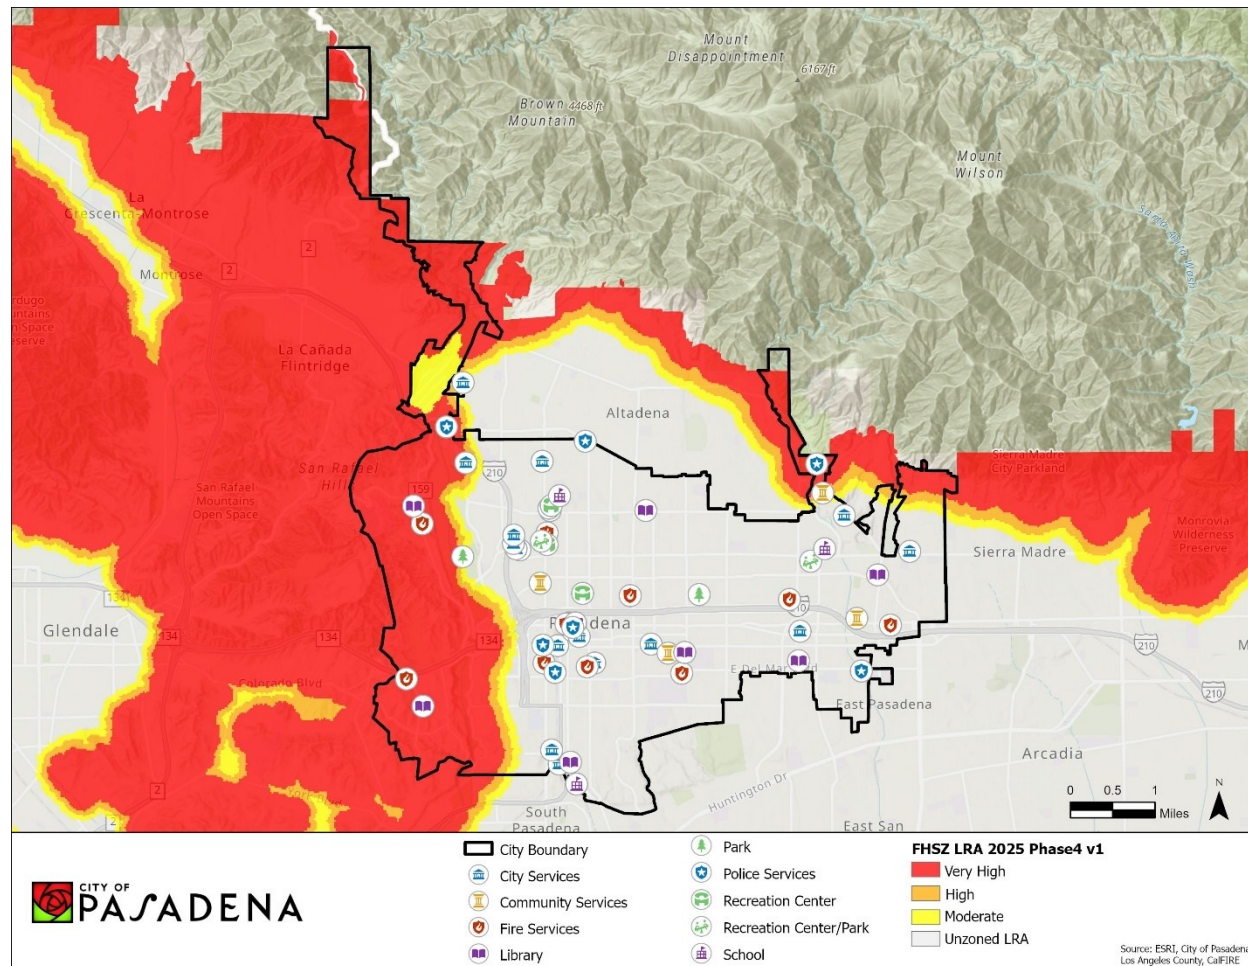 Mount
Disappointment
6167 ft
Brown 4468 ft
Mountain
Mount
Wilson
Santa Anita Wash
La
Crescenta-Montrose
2
Montrose
2
La Cañada
Flintridge
Altadena
210
San Rafael
Hills
159
San Rafael
Mountains
Open Space
Sierra Madre
City Parkland
Monrovia
Wilderness
Preserve
Sierra Madre
134
Glendale
134
134
210
Pasadena
210
210
Colorado Blvd
E Del Mar Blvd
East Pasadena
Arcadia
Huntington Dr
2
South
Pasadena
East San
2
N
0 0.5 1
Miles
CITY OF
PASADENA
City Boundary
City Services
Community Services
Fire Services
Library
Park
Police Services
Recreation Center
Recreation Center/Park
School
FHSZ LRA 2025 Phase4 v1
Very High
High
Moderate
Unzoned LRA
Source: ESRI, City of Pasadena
Los Angeles County, CalFIRE